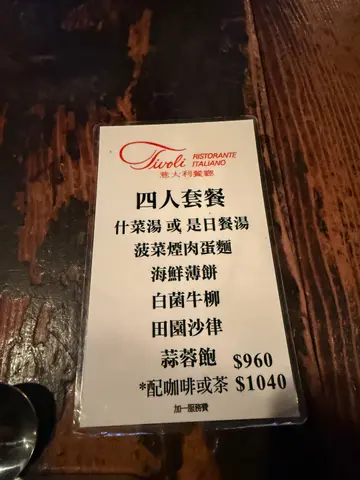 Tivoli RISTORANTE
ITALIANO
意大利餐廳
四人套餐
什菜湯 或 是日餐湯
菠菜煙肉蛋麵
海鮮薄餅
白菌牛柳
田園沙律
蒜蓉飽 $960
*配咖啡或茶 $1040
加一服務費